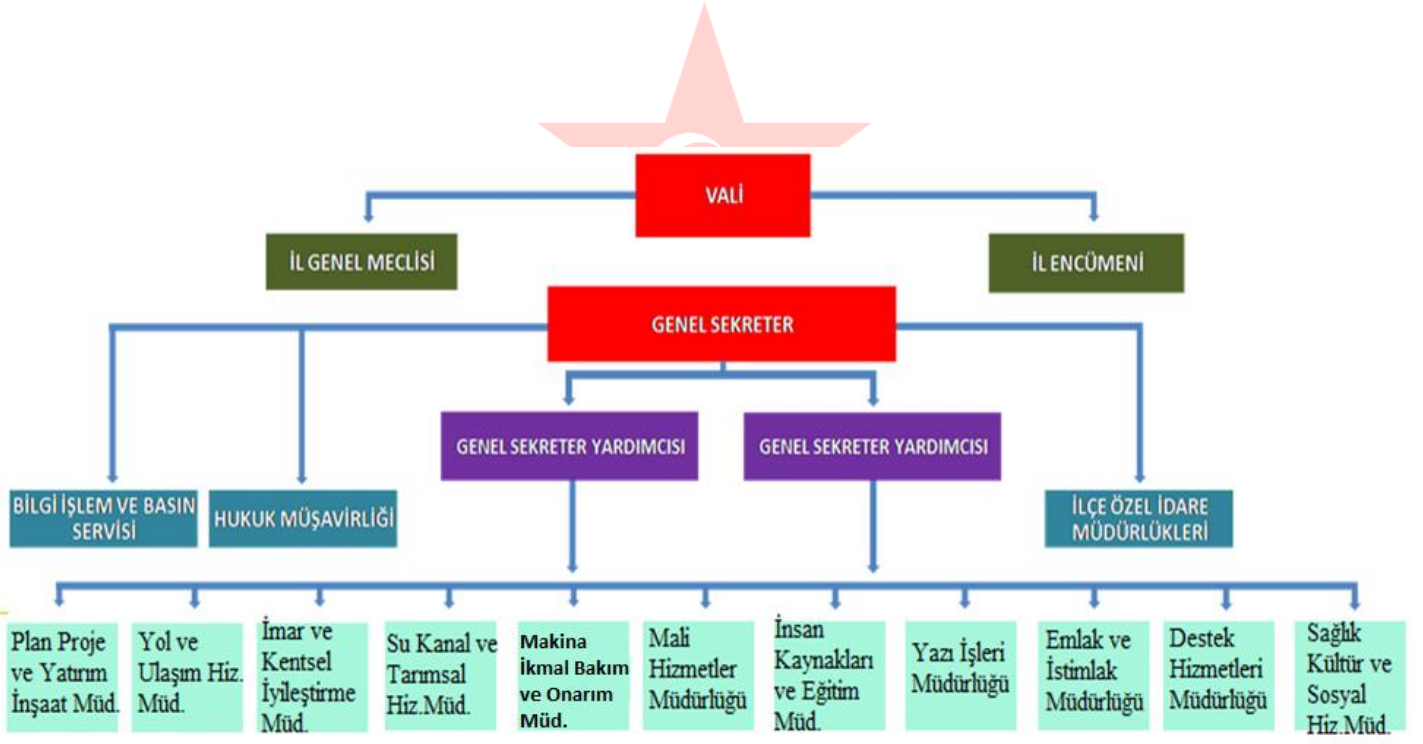 VALİ
İL GENEL MECLİSİ
İL ENCÜMENİ
GENEL SEKRETER
GENEL SEKRETER YARDIMCISI
GENEL SEKRETER YARDIMCISI
BİLGİ İŞLEM VE BASIN
SERVİSİ
HUKUK MÜŞAVİRLİĞİ
İLÇE ÖZEL İDARE
MÜDÜRLÜKLERİ
Plan Proje
ve Yatırım
İnşaat Müd.
Yol ve
Ulaşım Hiz.
Müd.
İmar ve
Kentsel
İyileştirme
Müd.
Su Kanal ve
Tarımsal
Hiz.Müd.
Makina
İkmal Bakım
ve Onarım
Müd.
Mali
Hizmetler
Müdürlüğü
İnsan
Kaynakları
ve Eğitim
Müd.
Yazı İşleri
Müdürlüğü
Emlak ve
İstimlak
Müdürlüğü
Destek
Hizmetleri
Müdürlüğü
Sağlık
Kültür ve
Sosyal
Hiz.Müd.